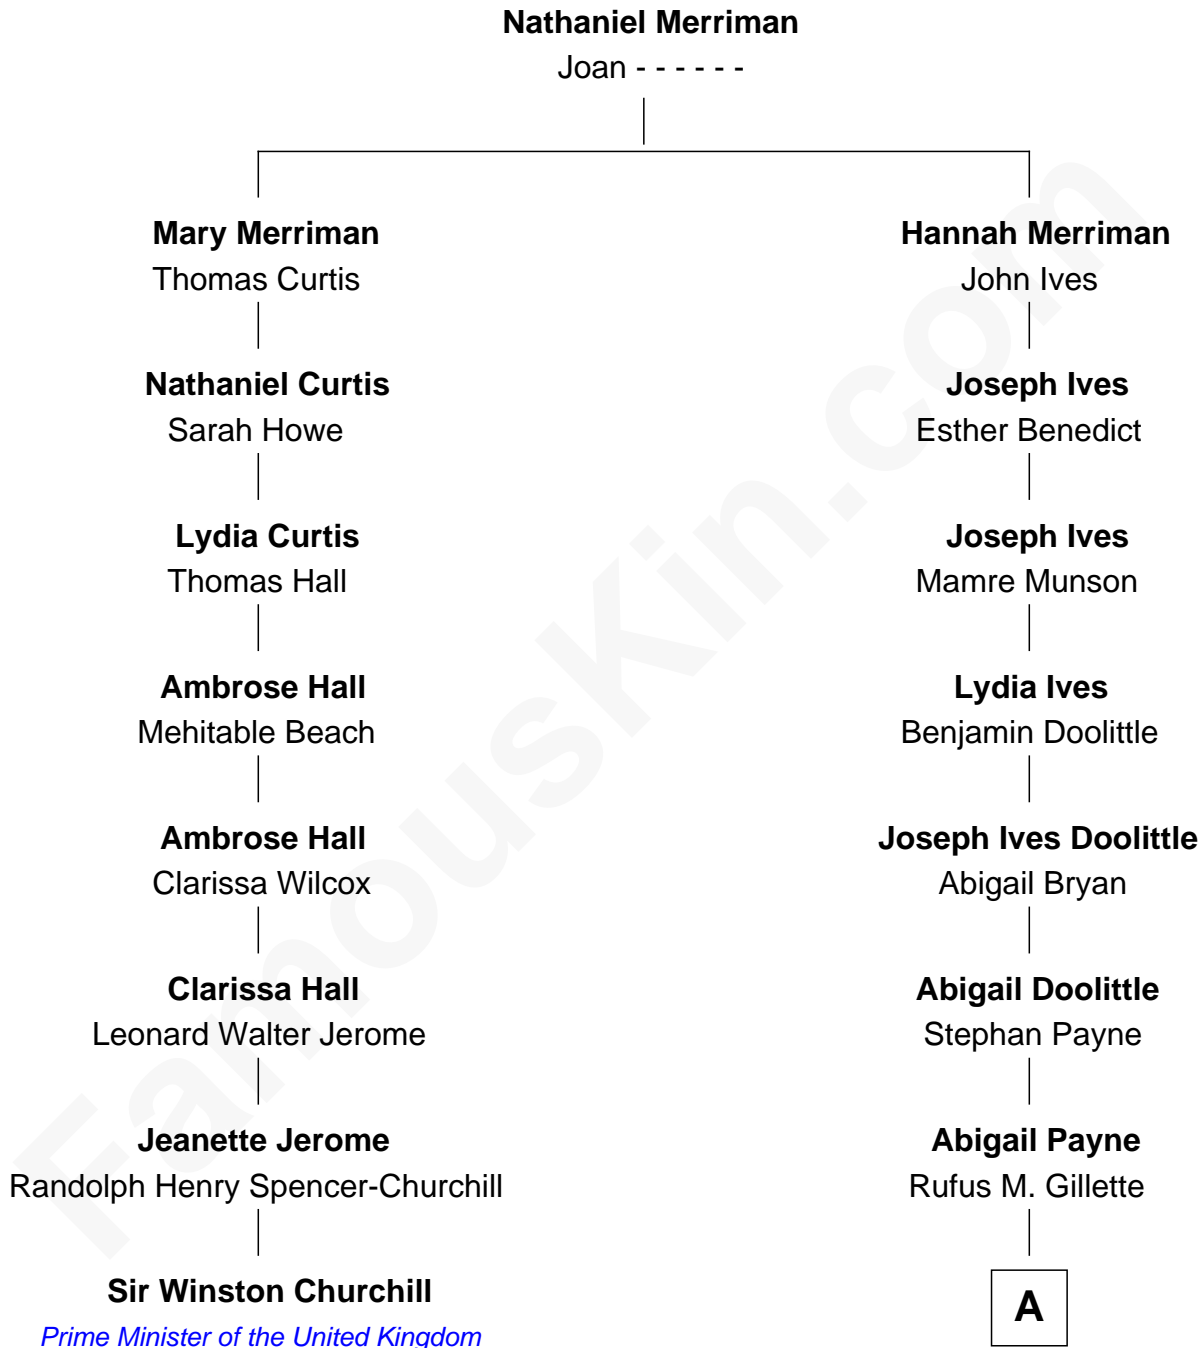 Nathaniel Merriman
Joan - - - - - -
Mary Merriman
Thomas Curtis
Hannah Merriman
John Ives
Nathaniel Curtis
Sarah Howe
Joseph Ives
Esther Benedict
Lydia Curtis
Thomas Hall
Joseph Ives
Mamre Munson
Ambrose Hall
Mehitable Beach
Lydia Ives
Benjamin Doolittle
Ambrose Hall
Clarissa Wilcox
Joseph Ives Doolittle
Abigail Bryan
Clarissa Hall
Leonard Walter Jerome
Abigail Doolittle
Stephan Payne
Jeanette Jerome
Randolph Henry Spencer-Churchill
Abigail Payne
Rufus M. Gillette
Sir Winston Churchill
Prime Minister of the United Kingdom
A
FamousKin.com